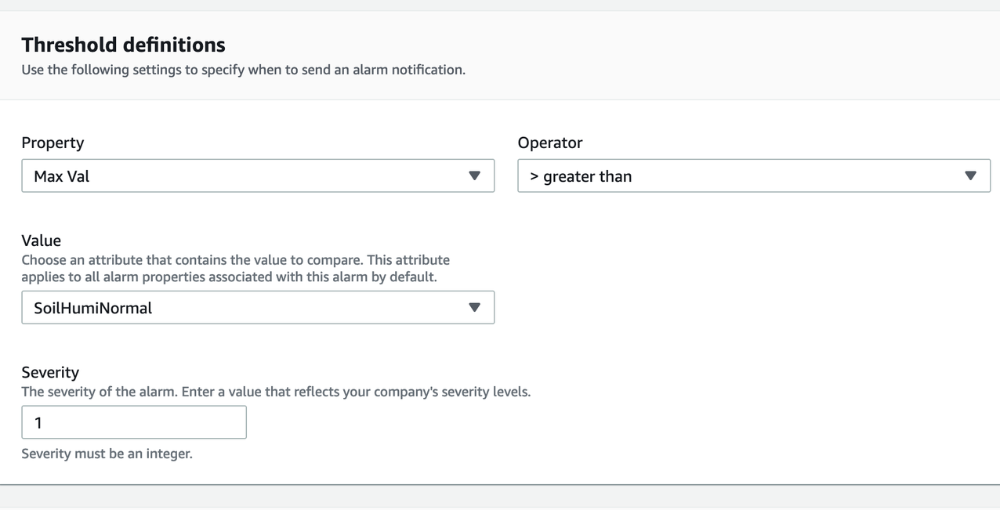 Threshold definitions
Use the following settings to specify when to send an alarm notification.
Property
Operator
Max Val
> greater than
Value
Choose an attribute that contains the value to compare. This attribute
applies to all alarm properties associated with this alarm by default.
SoilHumiNormal
Severity
The severity of the alarm. Enter a value that reflects your company's severity levels.
1
Severity must be an integer.